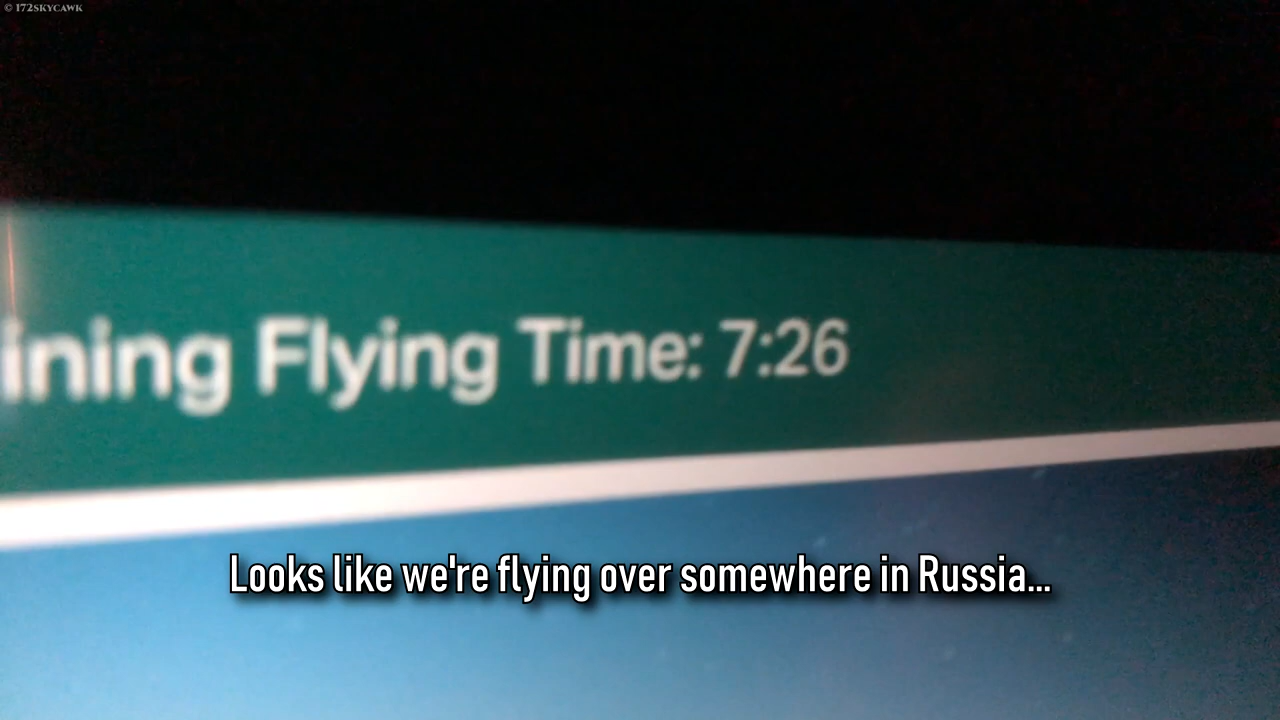 © 172SKYCAWK
ining Flying Time: 7:26
Looks like we're flying over somewhere in Russia...